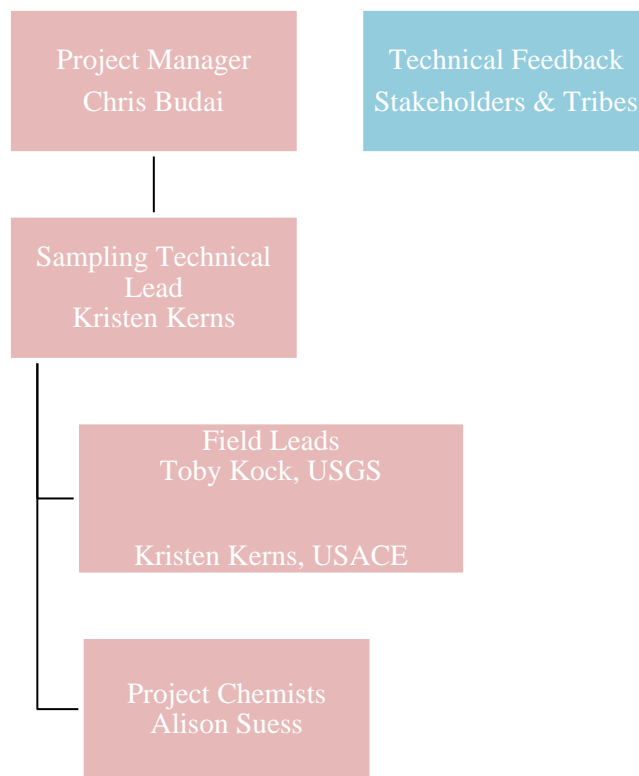 Project Manager
Chris Budai
Technical Feedback
Stakeholders & Tribes
Sampling Technical
Lead
Kristen Kerns
Field Leads
Toby Kock, USGS
Kristen Kerns, USACE
Project Chemists
Alison Suess